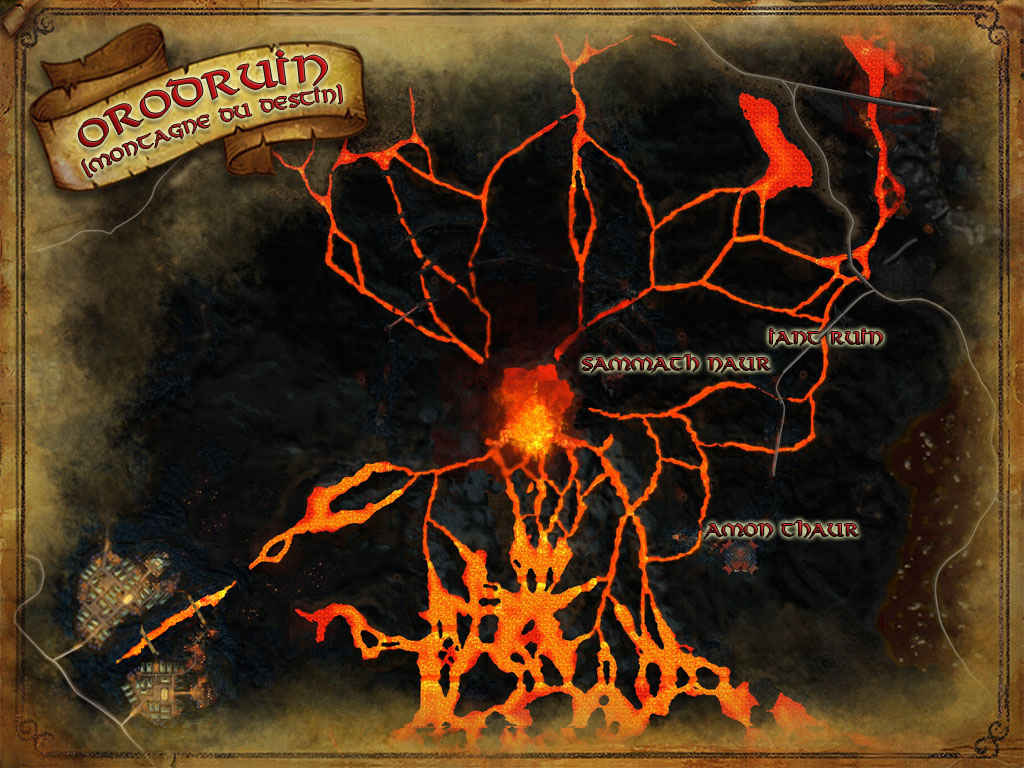 ORODRUIN
[MONTAGNE DU DESTIN]
IANT RUIN
SAMMATH NAUR
AMON THAUR